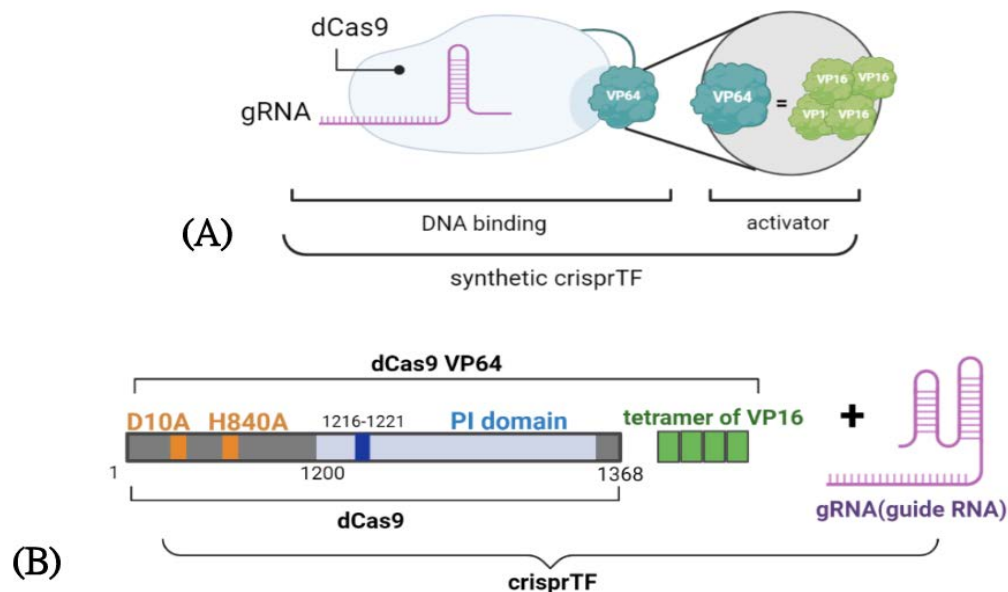 dCas9
gRNA
VP64
VP64
=
VP16
VP16
VP1
VP16
DNA binding
activator
(A)
synthetic crisprTF
dCas9 VP64
D10A
H840A
1216-1221
PI domain
tetramer of VP16
+
1
1200
1368
dCas9
gRNA(guide RNA)
(B)
crisprTF